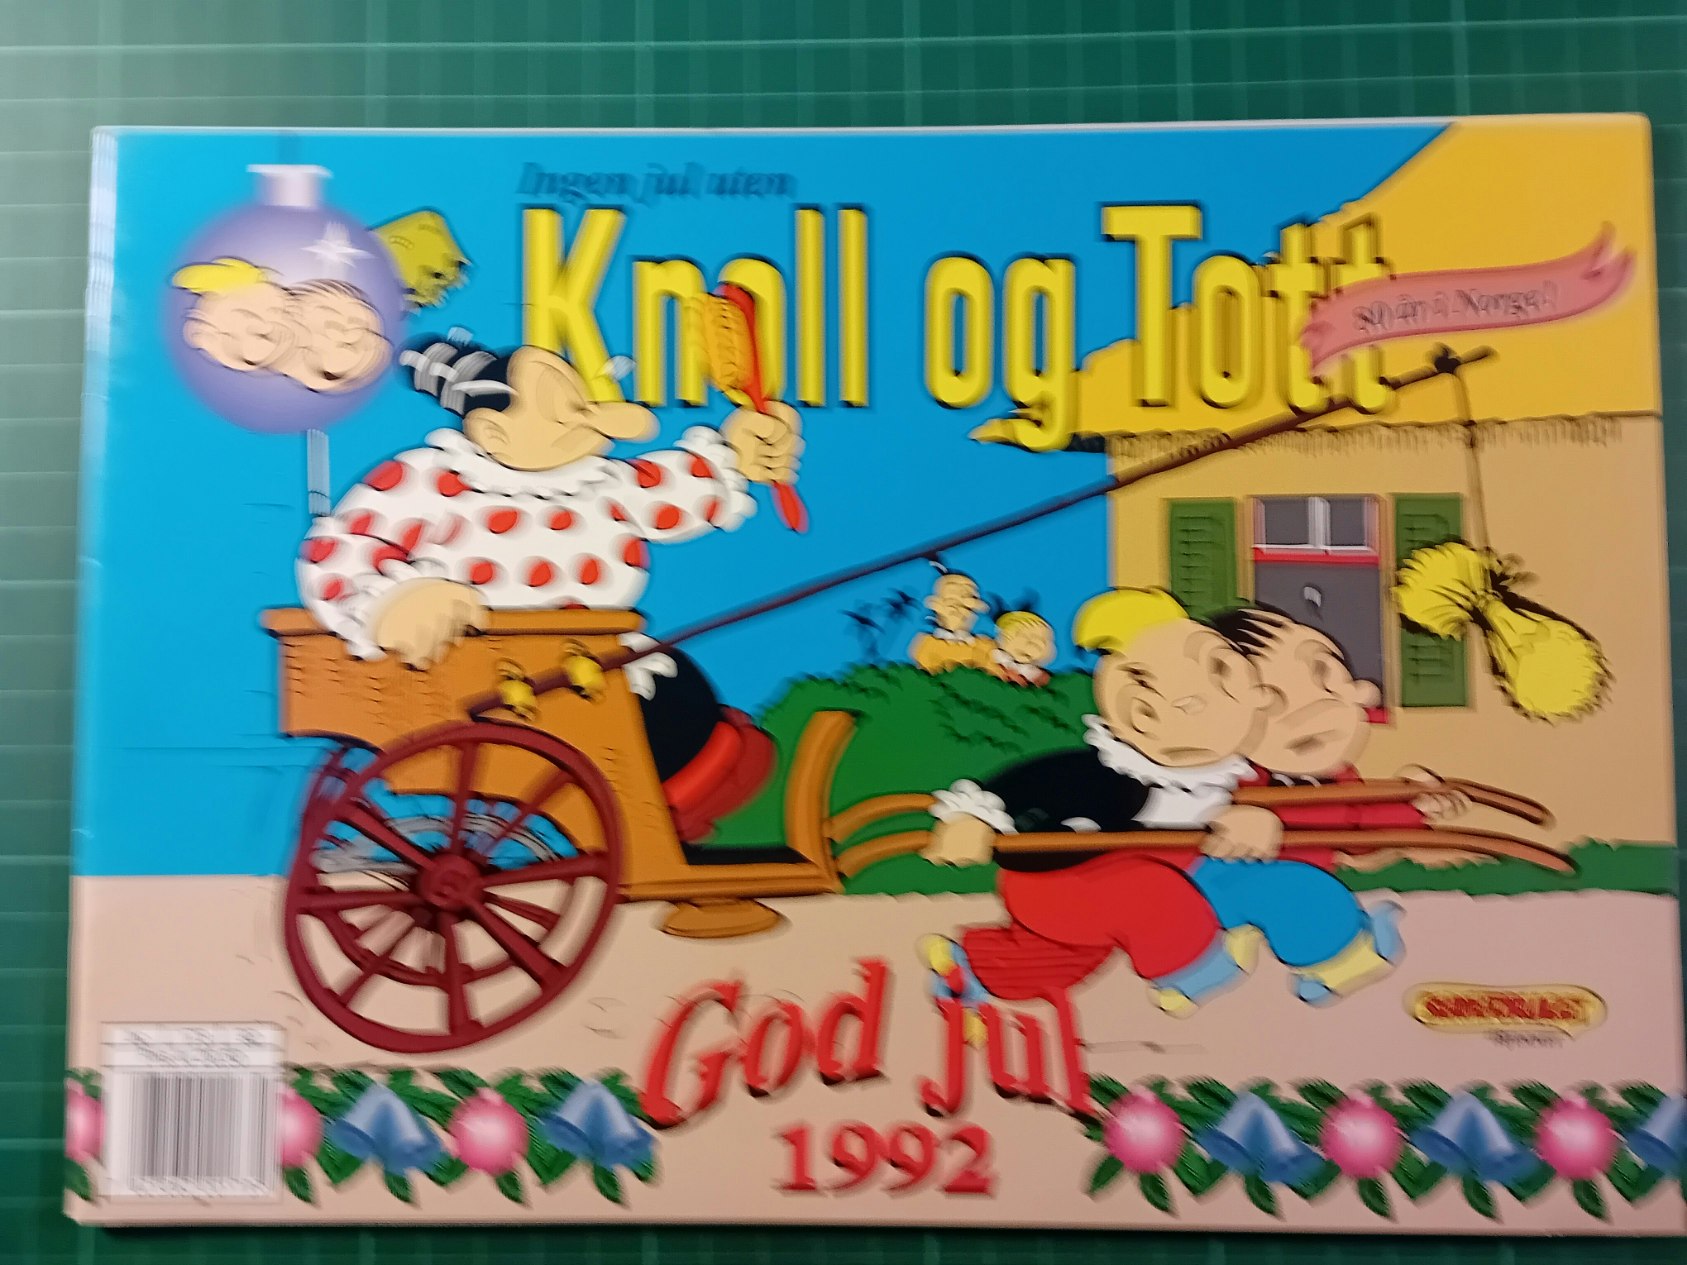 Ingen jul uten
Knoll og Tott
80 år i Norge!
God jul
1992